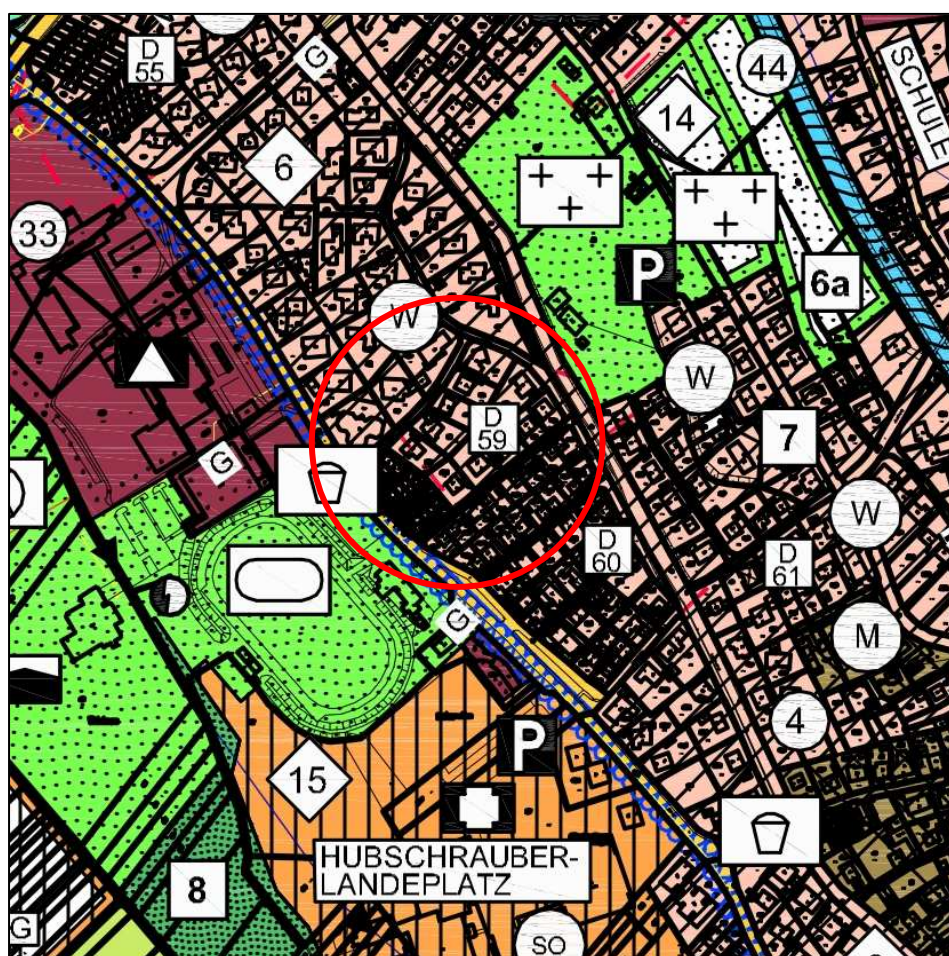 D
55
G
6
14
44
SCHULE
33
P
6a
W
W
D
59
7
G
W
D
60
D
61
G
M
4
15
P
HUBSCHRAUBER-
LANDEPLATZ
8
G
SO